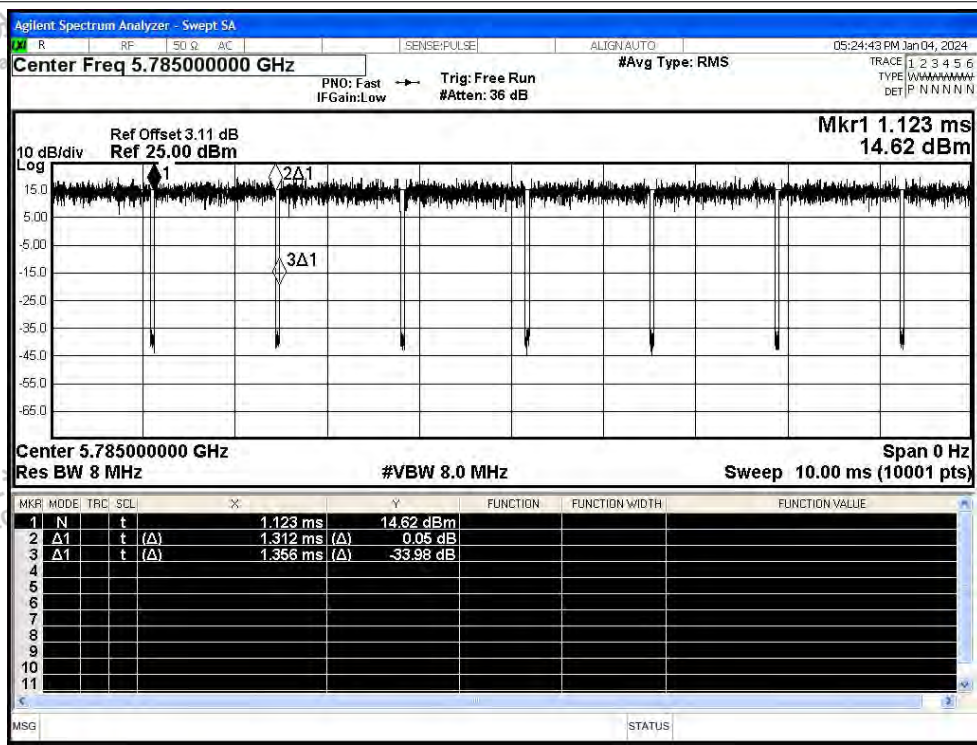 Agilent Spectrum Analyzer - Swept SA
R RF 50 Ω AC SENSE:PULSE ALIGN AUTO 05:24:43 PM Jan 04, 2024
Center Freq 5.785000000 GHz
PNO: Fast
IFGain:Low
Trig: Free Run
#Atten: 36 dB
#Avg Type: RMS
TRACE 1 2 3 4 5 6
TYPE WWWWWW
DET P N N N N N
Mkr1 1.123 ms
14.62 dBm
Ref Offset 3.11 dB
10 dB/div Ref 25.00 dBm
Log
1
2Δ1
15.0
5.00
-5.00
3Δ1
-15.0
-25.0
-35.0
-45.0
-55.0
-65.0
Center 5.785000000 GHz Span 0 Hz
Res BW 8 MHz #VBW 8.0 MHz Sweep 10.00 ms (10001 pts)
MKR MODE TRC SCL X Y FUNCTION FUNCTION WIDTH FUNCTION VALUE
1 N t 1.123 ms 14.62 dBm
2 Δ1 t (Δ) 1.312 ms (Δ) 0.05 dB
3 Δ1 t (Δ) 1.356 ms (Δ) -33.98 dB
4
5
6
7
8
9
10
11
MSG STATUS